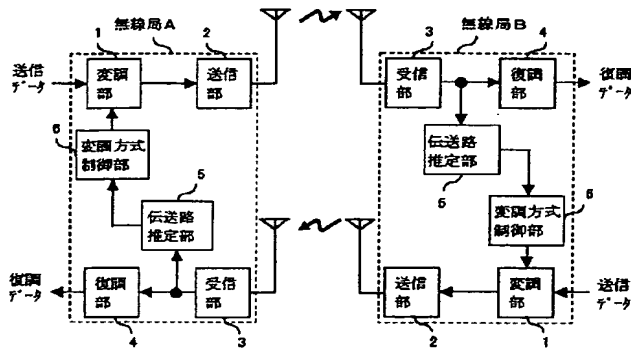 無線局A
1
2
送信
データ
変調
部
送信
部
6
変調方式
制御部
5
伝送路
推定部
復調
データ
復調
部
受信
部
4
3
無線局B
3
4
受信
部
復調
部
復調
データ
伝送路
推定部
5
変調方式
制御部
6
送信
部
変調
部
送信
データ
2
1